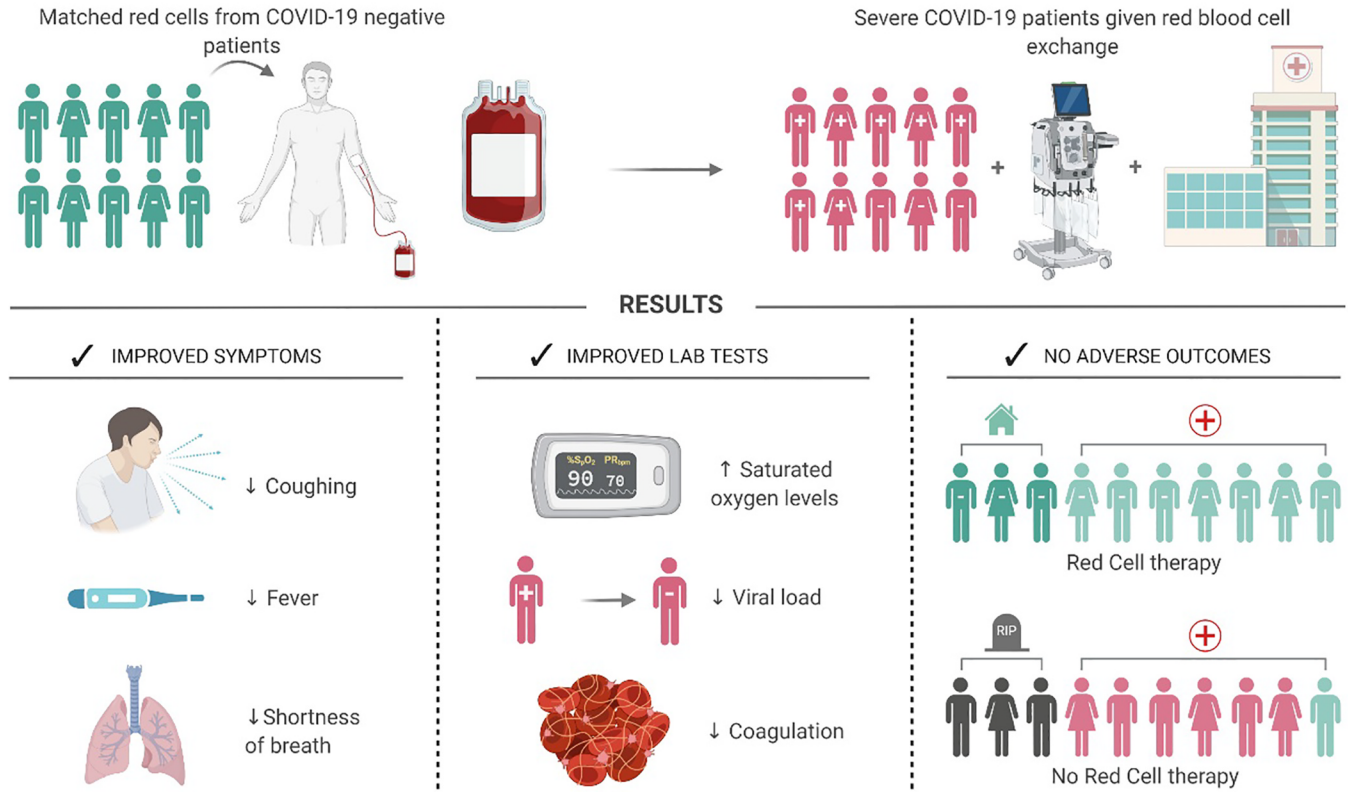 Matched red cells from COVID-19 negative
patients
Severe COVID-19 patients given red blood cell
exchange
+
+
RESULTS
✓ IMPROVED SYMPTOMS
✓ IMPROVED LAB TESTS
✓ NO ADVERSE OUTCOMES
↓ Coughing
↓ Fever
↓Shortness
of breath
%SpO2 PRbpm
90 70
↑ Saturated
oxygen levels
↓ Viral load
↓ Coagulation
Red Cell therapy
RIP
No Red Cell therapy